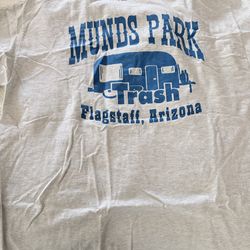 MUNDS PARK
Trash
Flagstaff, Arizona